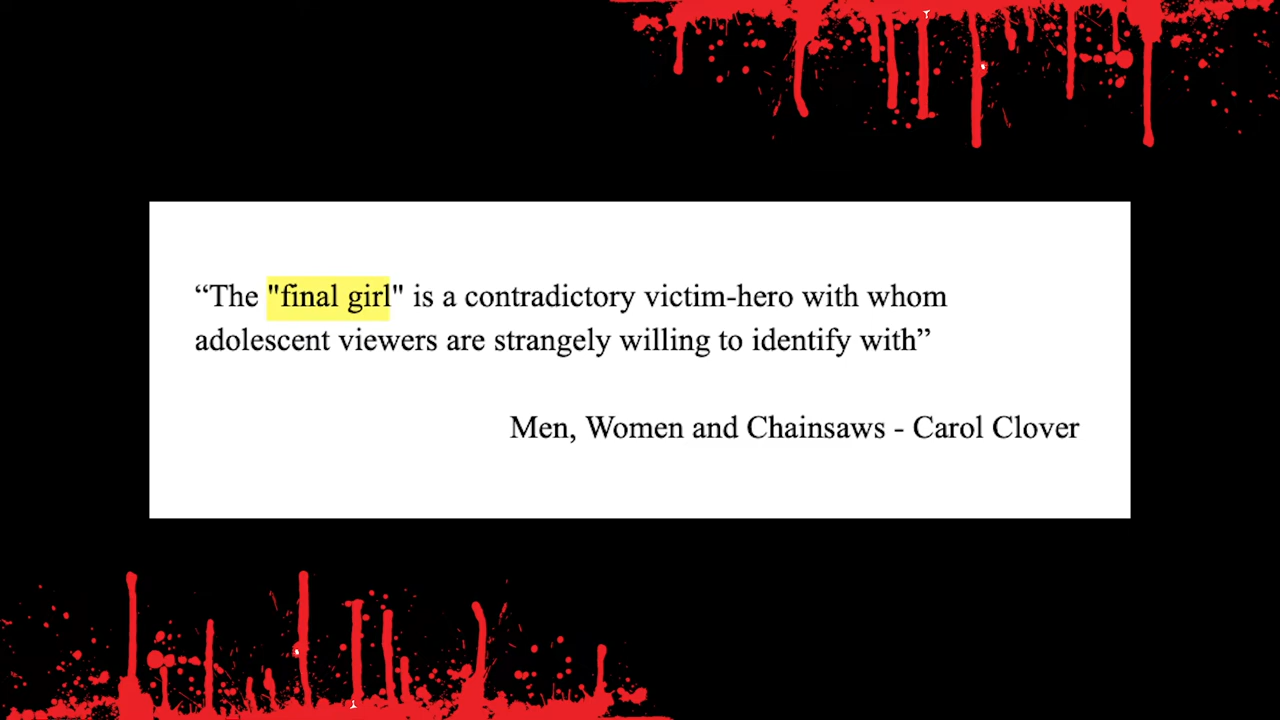 “The "final girl" is a contradictory victim-hero with whom
adolescent viewers are strangely willing to identify with”
Men, Women and Chainsaws - Carol Clover